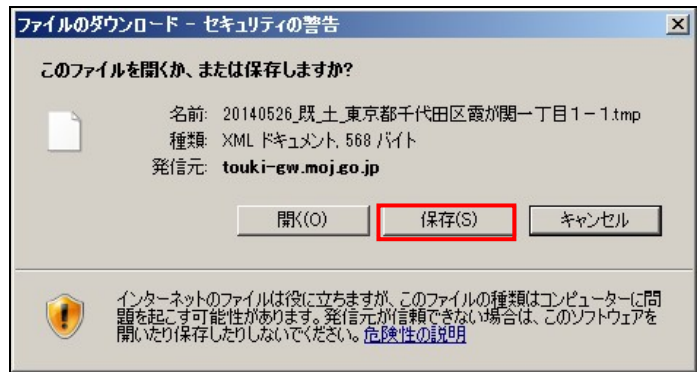 ファイルのダウンロード - セキュリティの警告
このファイルを開くか、または保存しますか?
名前: 20140526_既_土_東京都千代田区霞が関一丁目1-1.tmp
種類: XML ドキュメント, 568 バイト
発信元: touki-gw.moj.go.jp
開く(O) 保存(S) キャンセル
インターネットのファイルは役に立ちますが、このファイルの種類はコンピューターに問
題を起こす可能性があります。発信元が信頼できない場合は、このソフトウェアを
開いたり保存したりしないでください。危険性の説明